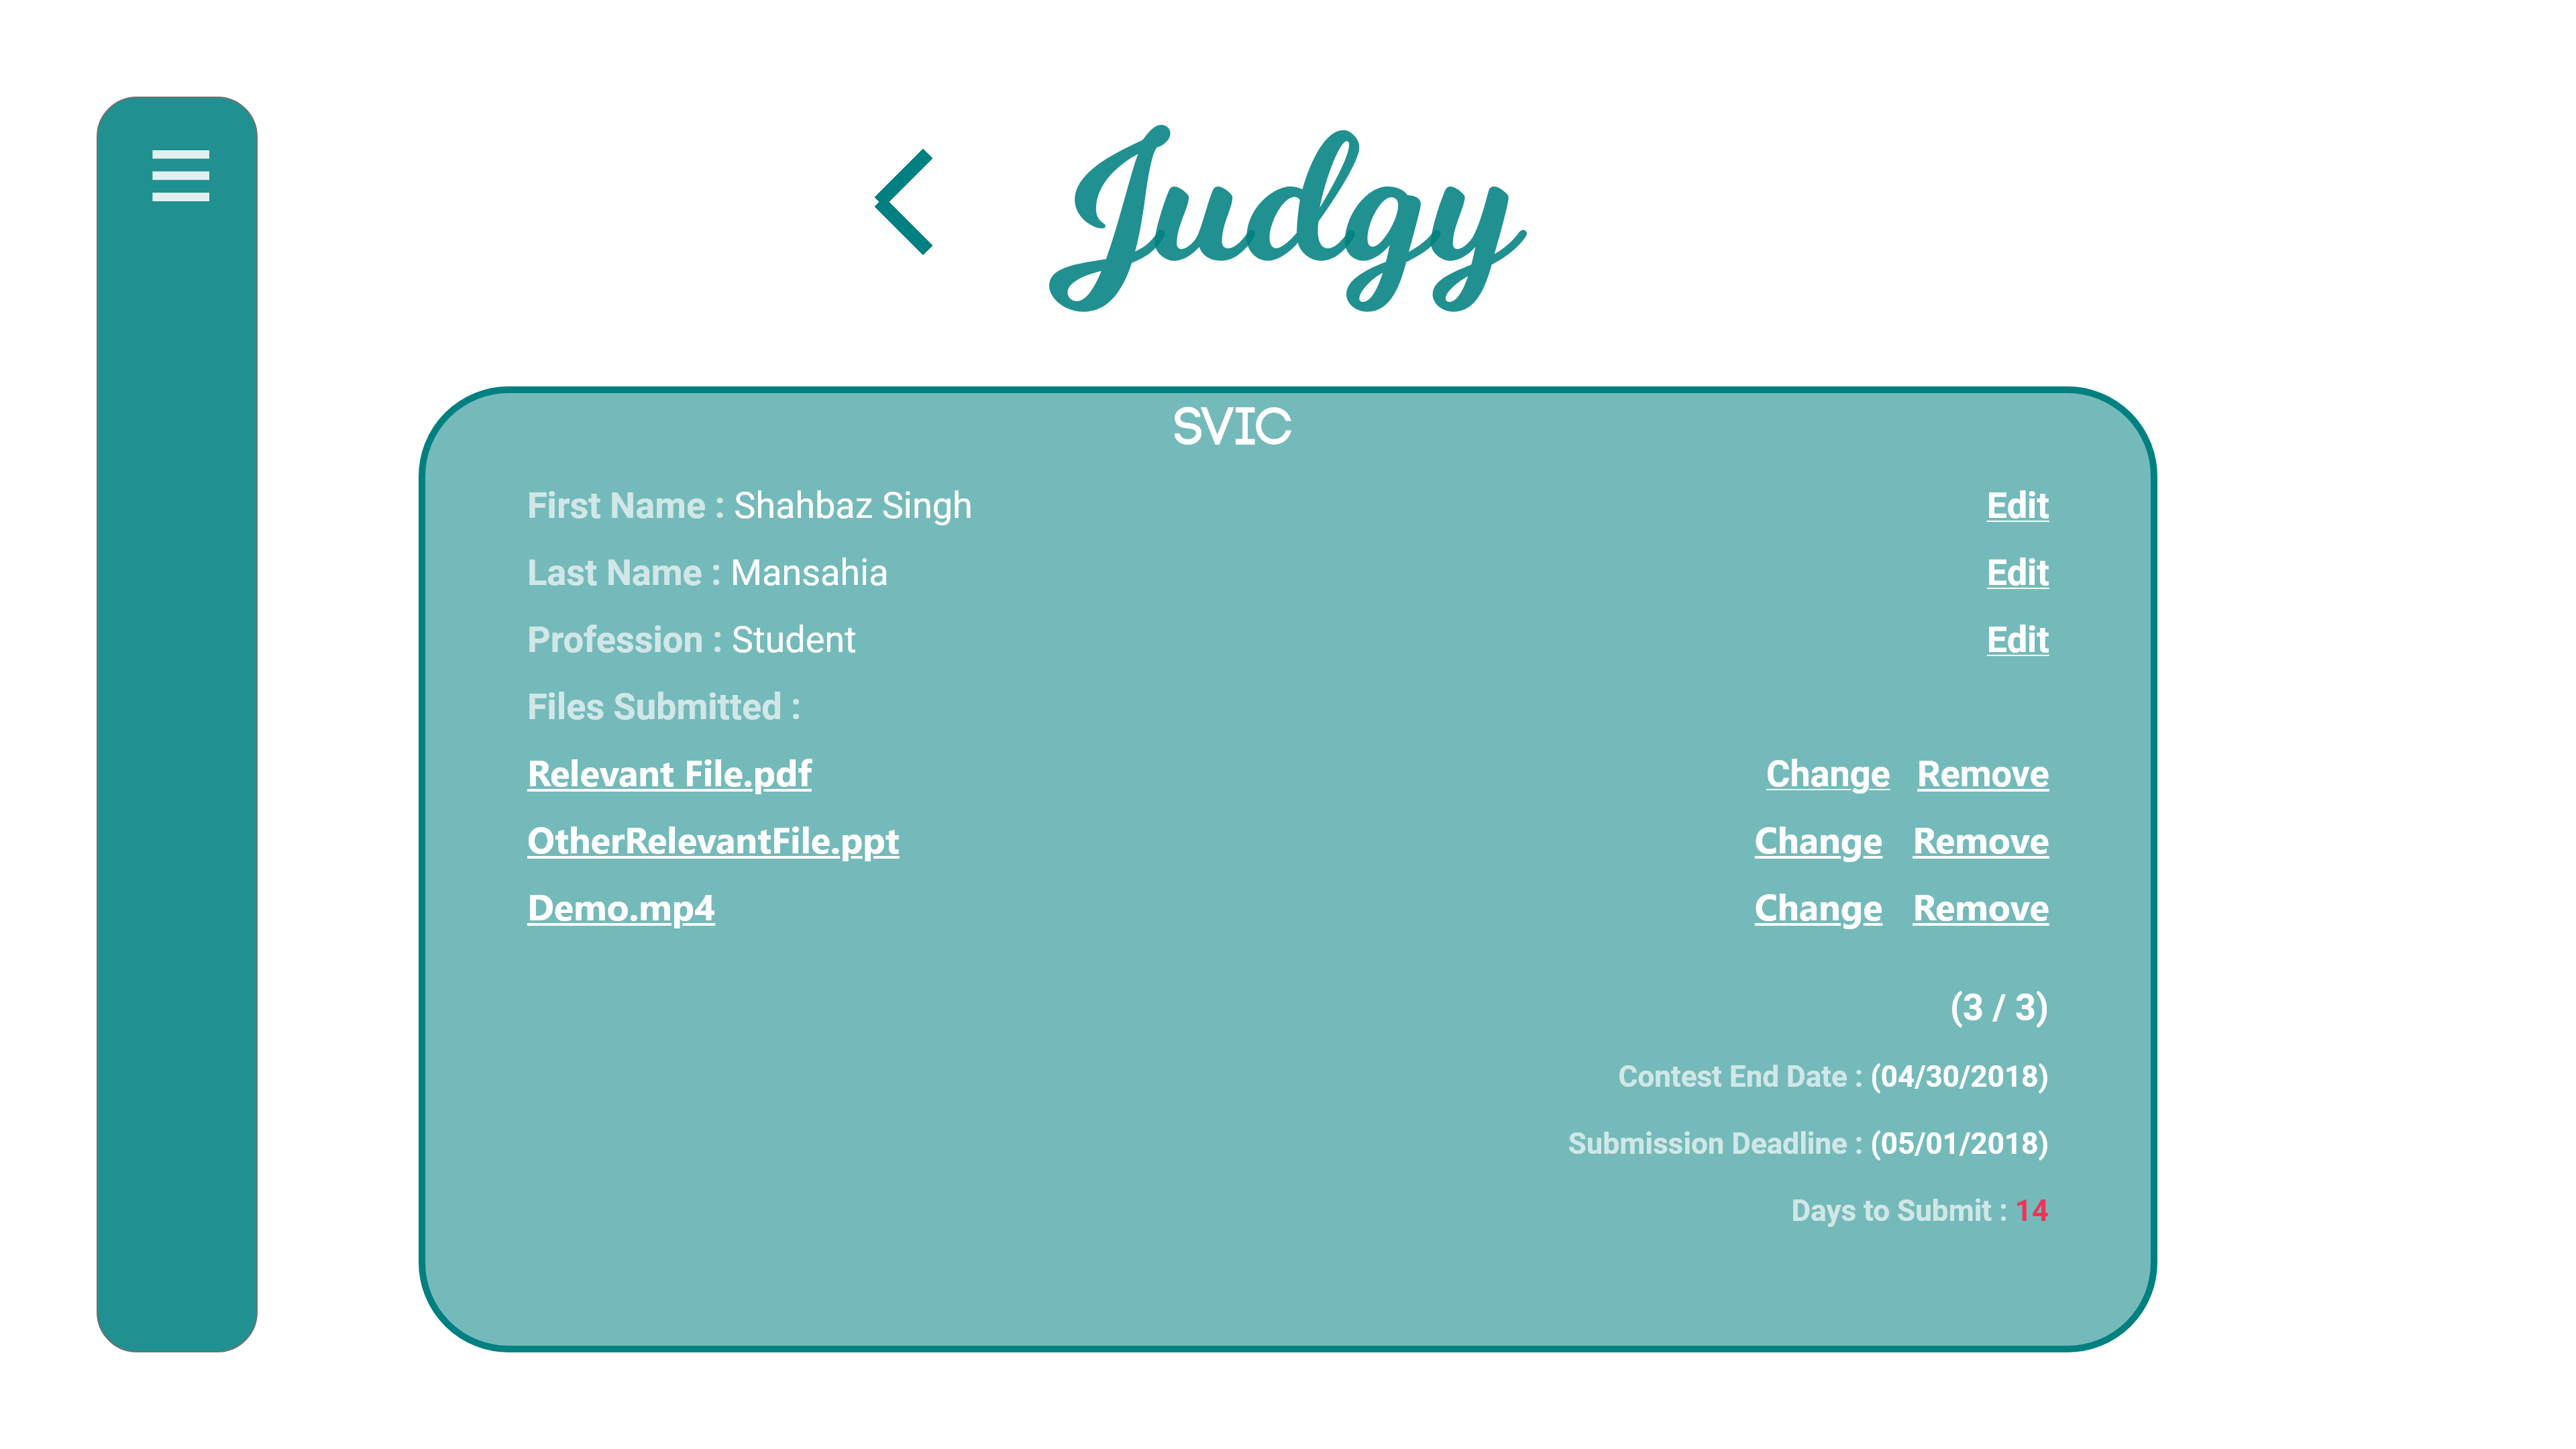 Judgy
SVIC
First Name : Shahbaz Singh Edit
Last Name : Mansahia Edit
Profession : Student Edit
Files Submitted :
Relevant File.pdf Change Remove
OtherRelevantFile.ppt Change Remove
Demo.mp4 Change Remove
(3 / 3)
Contest End Date : (04/30/2018)
Submission Deadline : (05/01/2018)
Days to Submit : 14